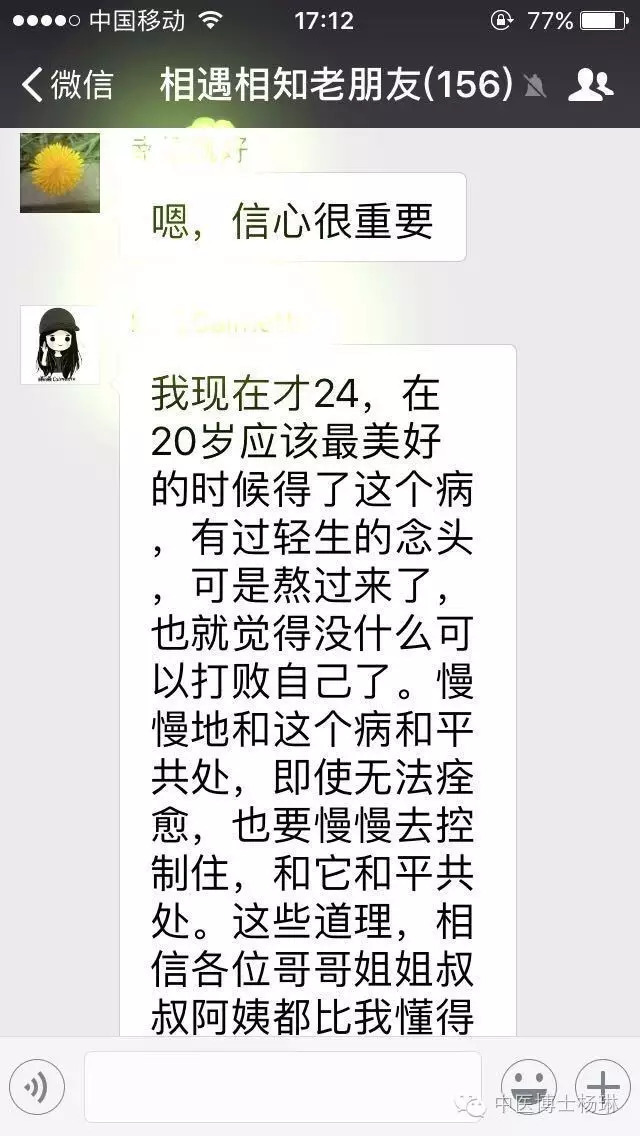 中国移动
17:12
77%
微信
相遇相知老朋友(156)
好
嗯，信心很重要
我现在才24，在
20岁应该最美好
的时候得了这个病
，有过轻生的念头
，可是熬过来了，
也就觉得没什么可
以打败自己了。慢
慢地和这个病和平
共处，即使无法痊
愈，也要慢慢去控
制住，和它和平共
处。这些道理，相
信各位哥哥姐姐叔
叔阿姨都比我懂得
中医博士杨琳